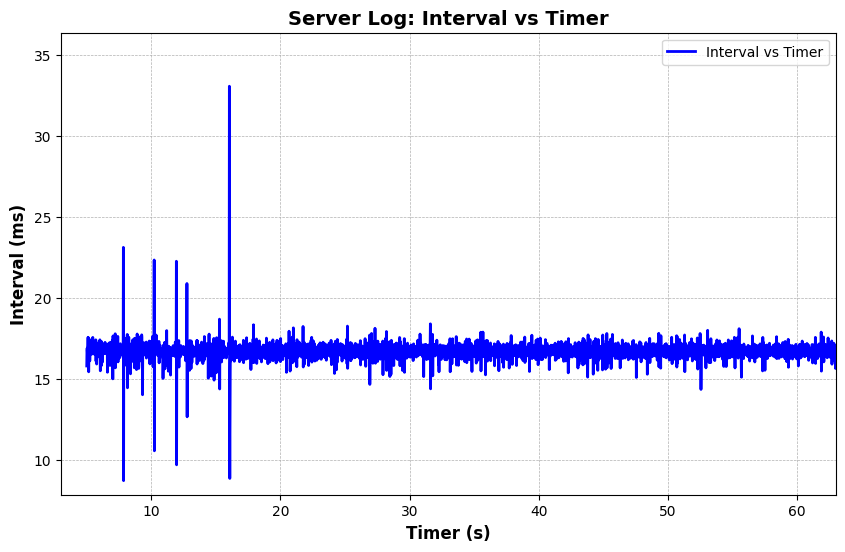 Server Log: Interval vs Timer
Interval vs Timer
Interval (ms)
35
30
25
20
15
10
10 20 30 40 50 60
Timer (s)